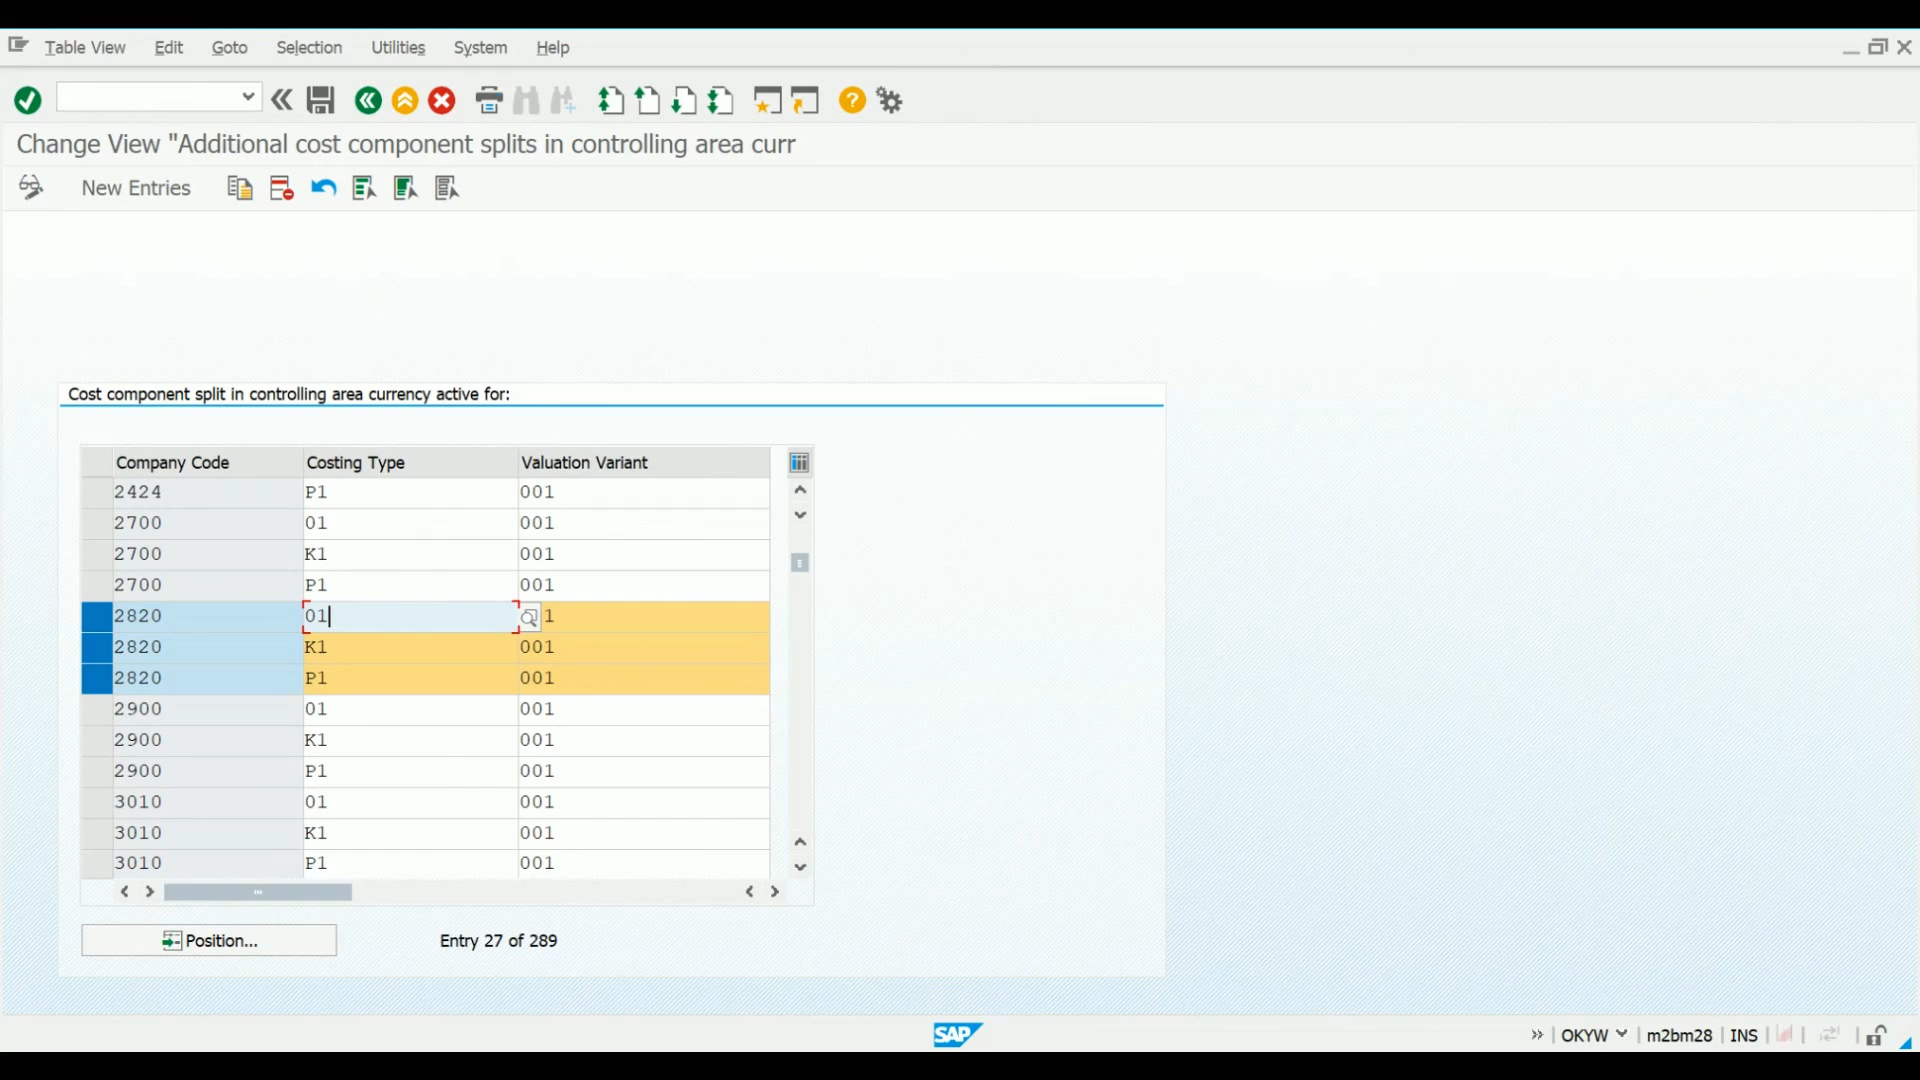 Table View Edit Goto Selection Utilities System Help
Change View "Additional cost component splits in controlling area curr
New Entries
Cost component split in controlling area currency active for:
Company Code Costing Type Valuation Variant
2424 P1 001
2700 01 001
2700 K1 001
2700 P1 001
2820 01 1
2820 K1 001
2820 P1 001
2900 01 001
2900 K1 001
2900 P1 001
3010 01 001
3010 K1 001
3010 P1 001
Position... Entry 27 of 289
SAP OKYW m2bm28 INS